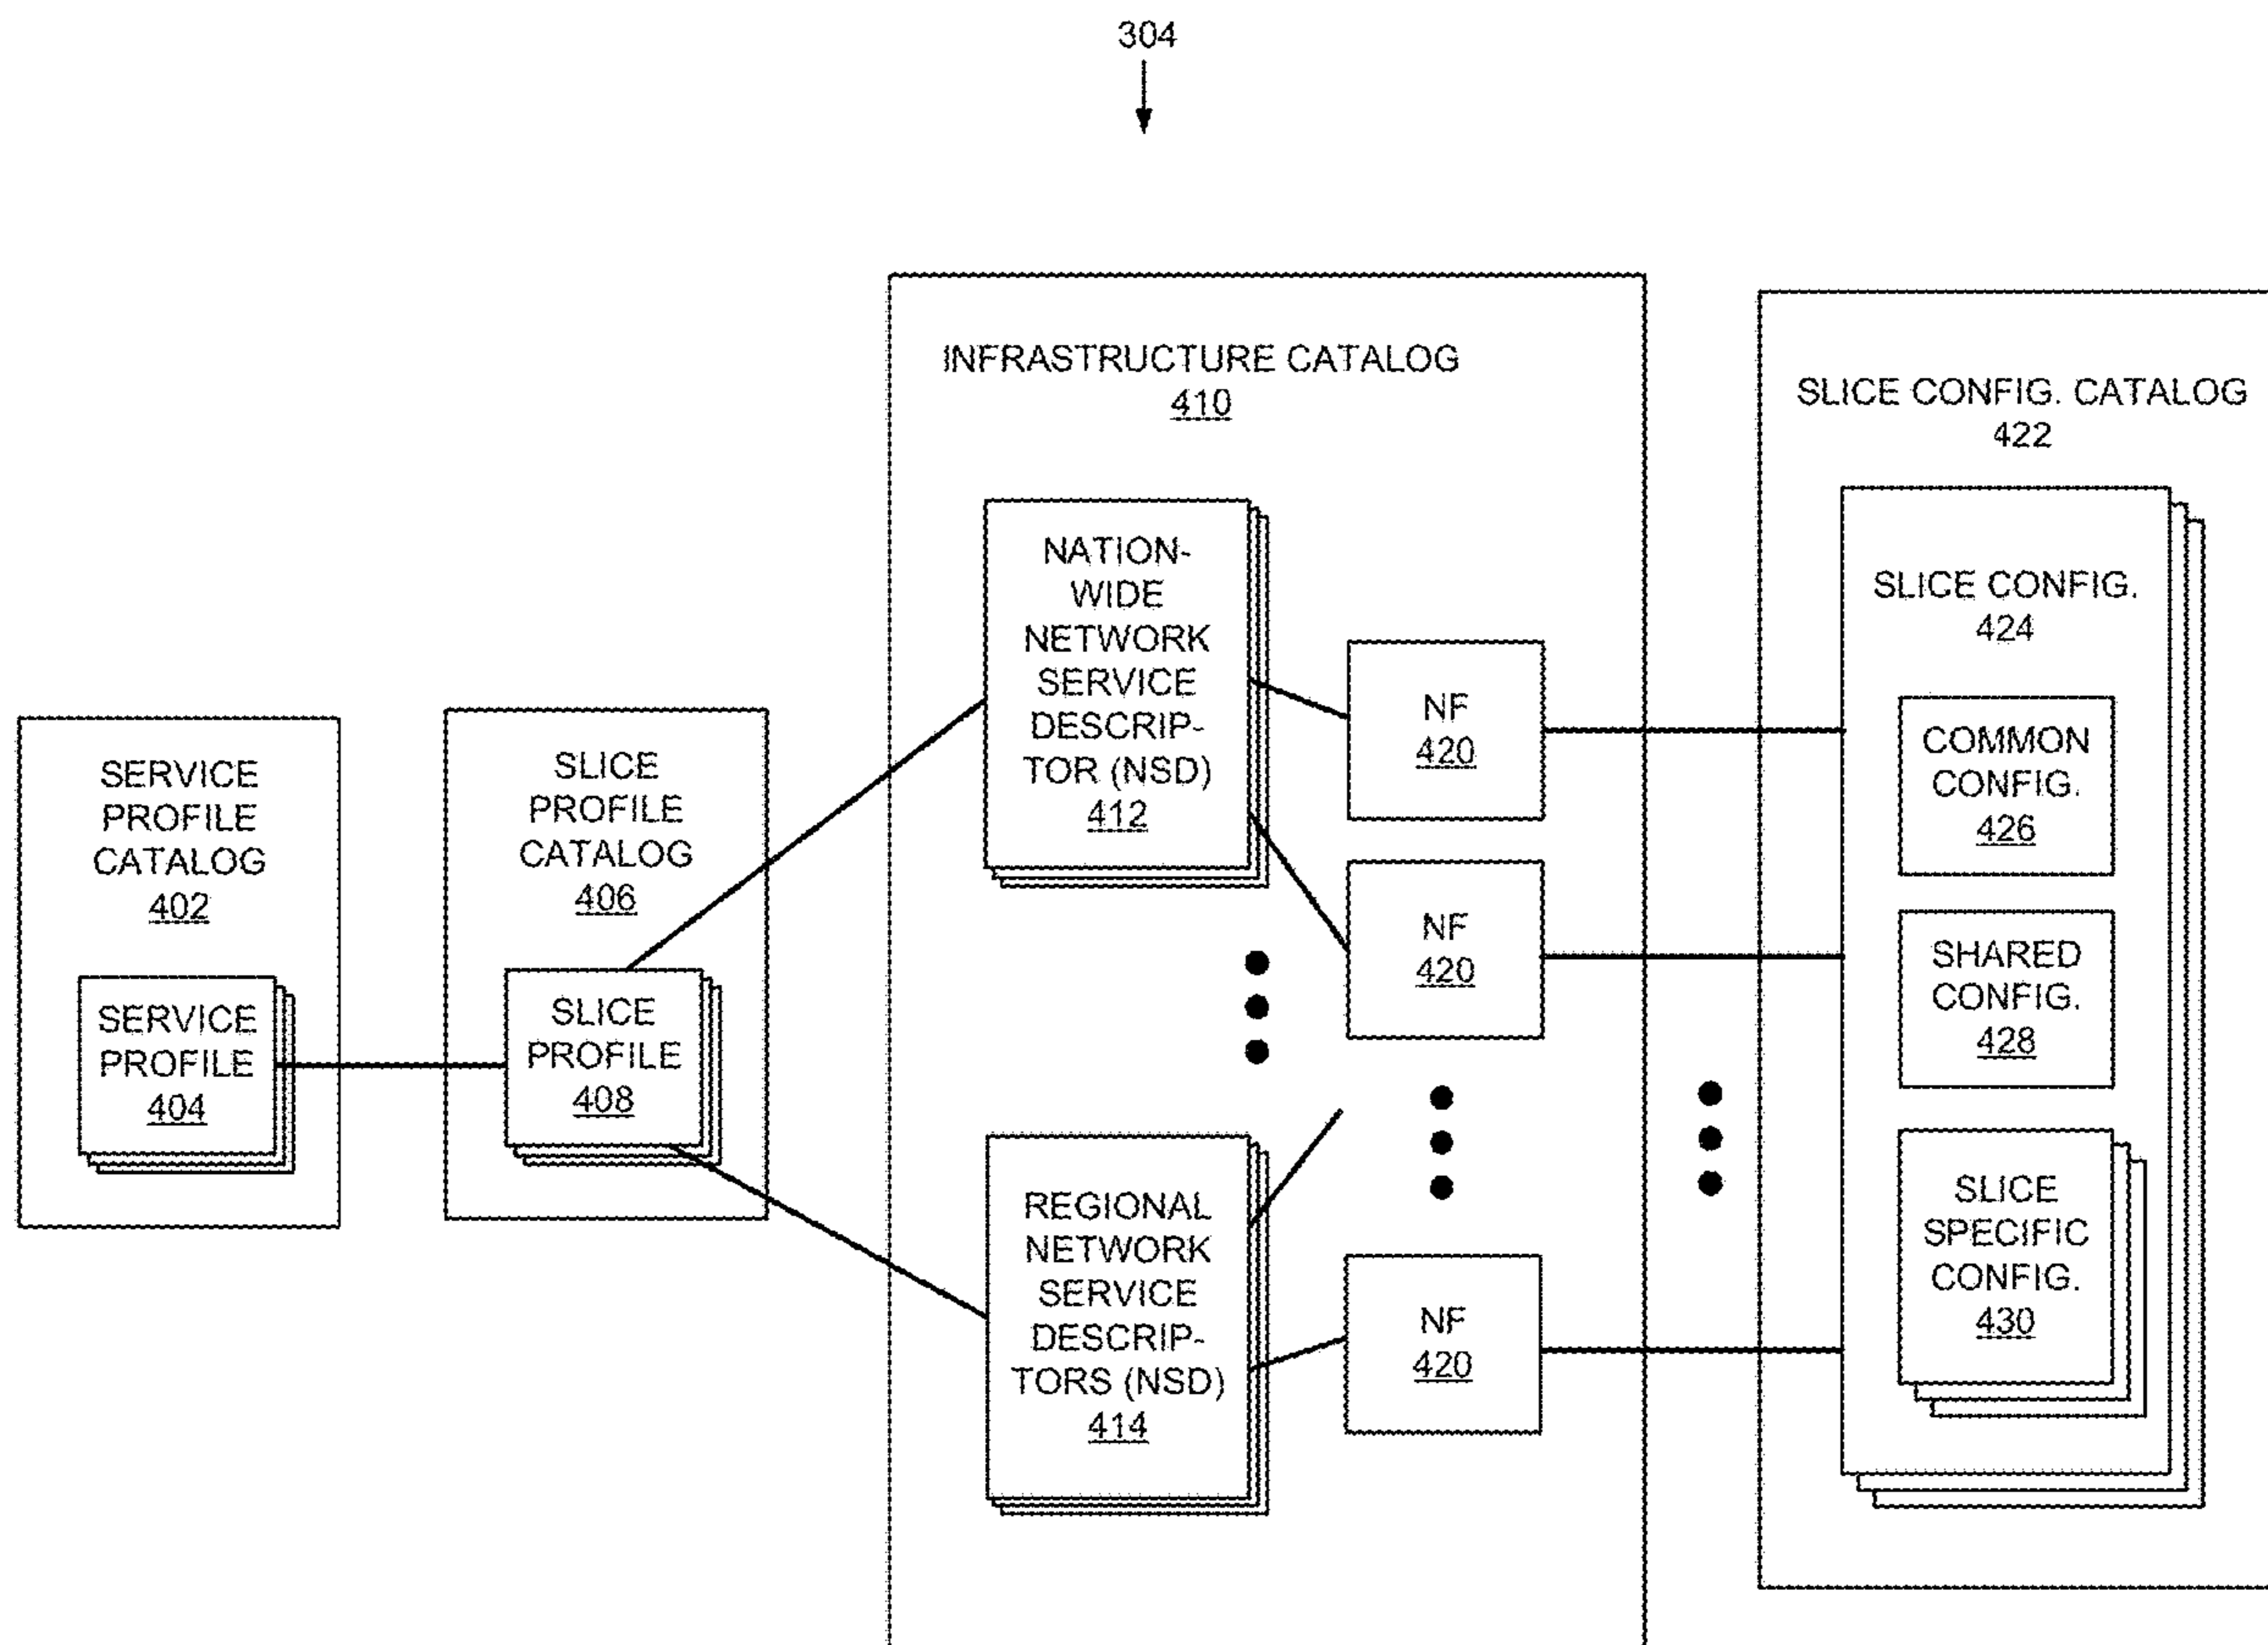 304
INFRASTRUCTURE CATALOG
410
SLICE CONFIG. CATALOG
422
NATION-
WIDE
NETWORK
SERVICE
DESCRIP-
TOR (NSD)
412
SLICE CONFIG.
424
NF
420
COMMON
CONFIG.
426
SERVICE
PROFILE
CATALOG
402
SLICE
PROFILE
CATALOG
406
NF
420
SHARED
CONFIG.
428
SERVICE
PROFILE
404
SLICE
PROFILE
408
REGIONAL
NETWORK
SERVICE
DESCRIP-
TORS (NSD)
414
NF
420
SLICE
SPECIFIC
CONFIG.
430